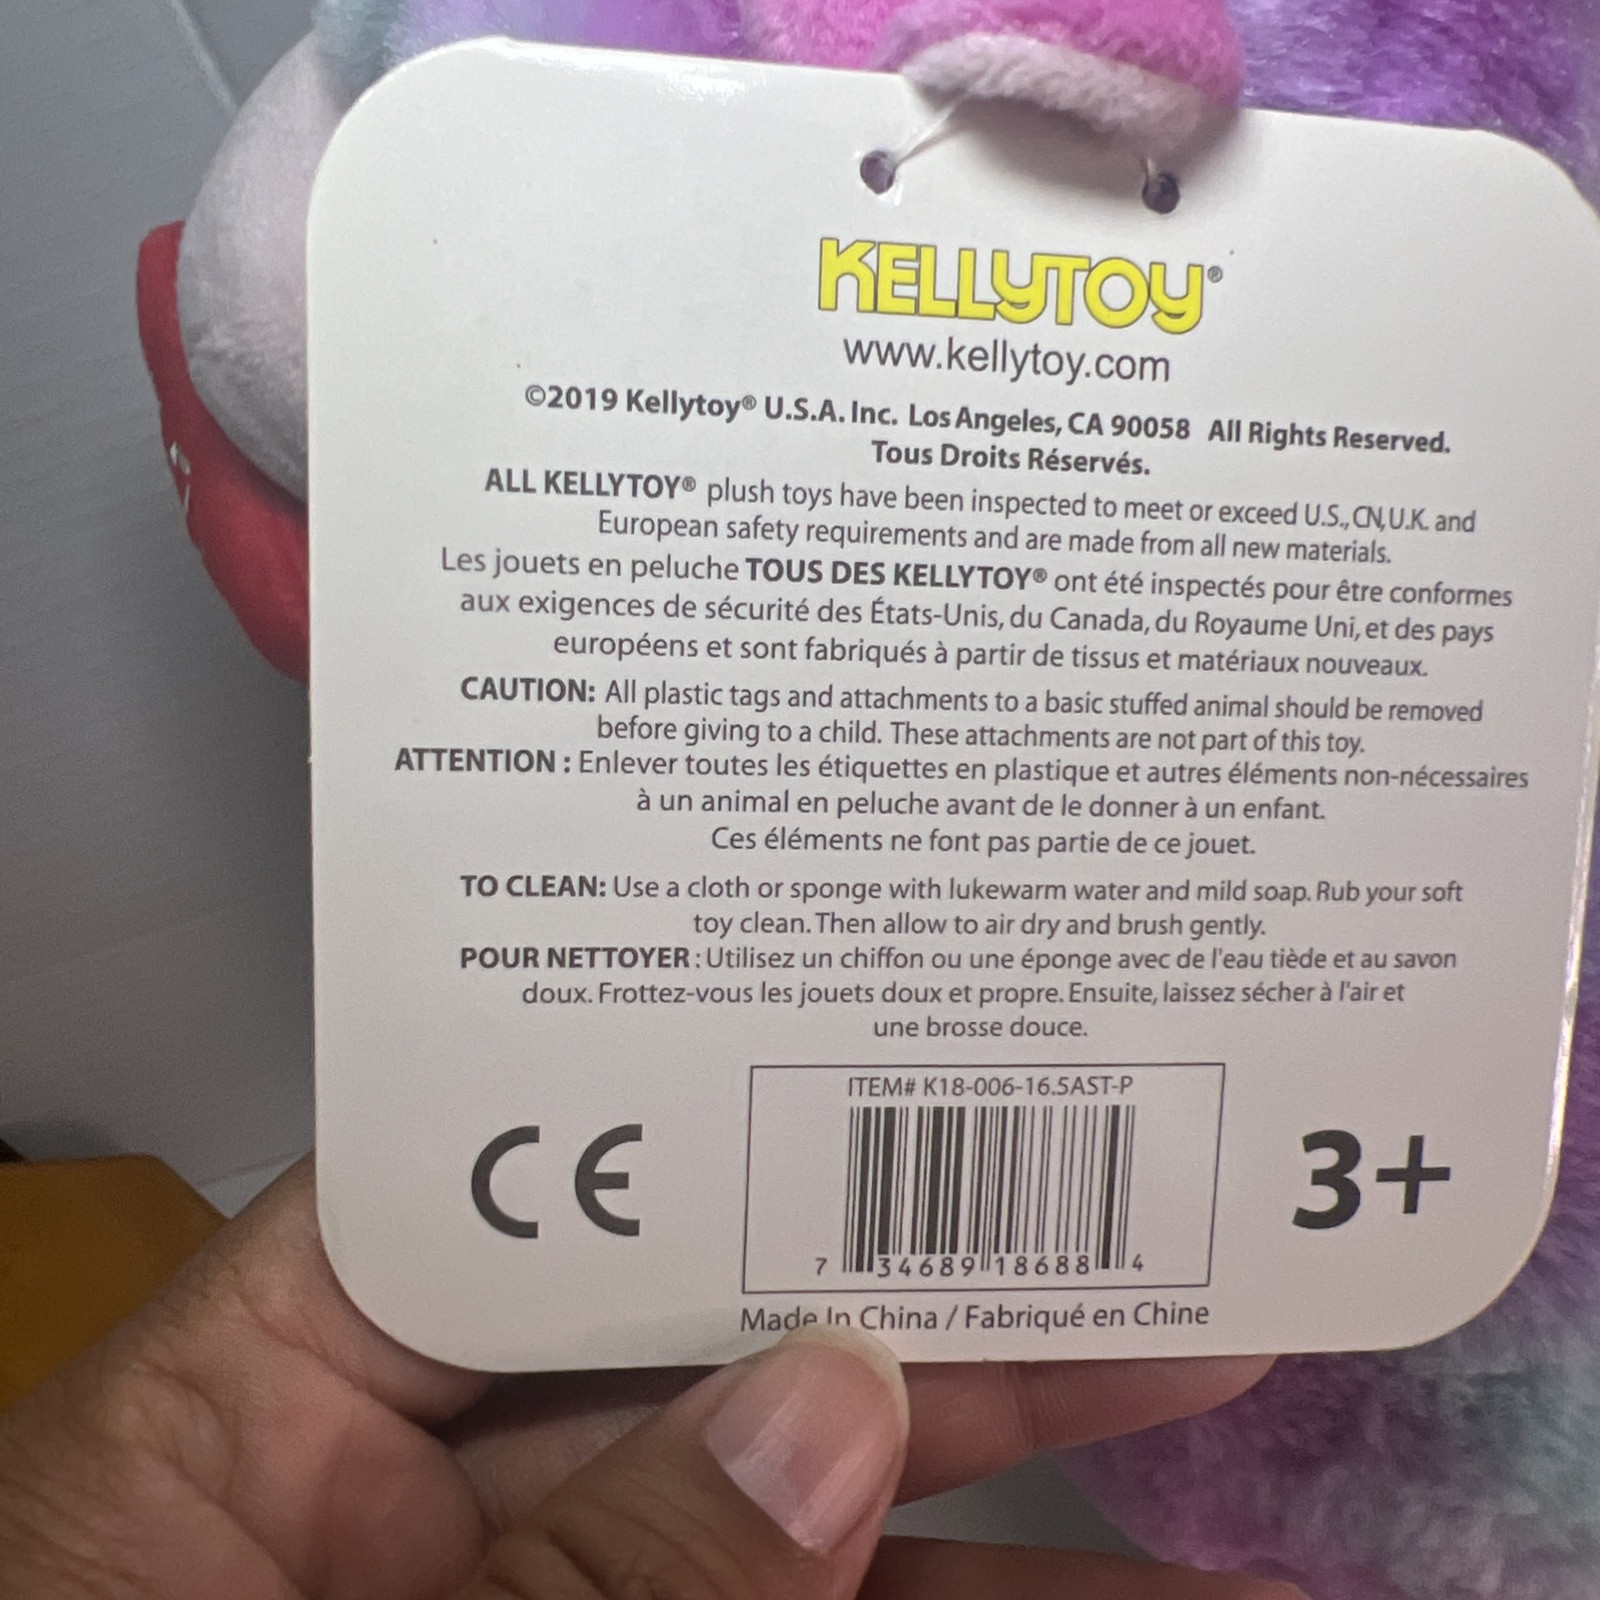 KELLYTOY®
www.kellytoy.com
©2019 Kellytoy® U.S.A. Inc. Los Angeles, CA 90058 All Rights Reserved.
Tous Droits Réservés.
ALL KELLYTOY® plush toys have been inspected to meet or exceed U.S.,CN,U.K. and
European safety requirements and are made from all new materials.
Les jouets en peluche TOUS DES KELLYTOY® ont été inspectés pour être conformes
aux exigences de sécurité des États-Unis, du Canada, du Royaume Uni, et des pays
européens et sont fabriqués à partir de tissus et matériaux nouveaux.
CAUTION: All plastic tags and attachments to a basic stuffed animal should be removed
before giving to a child. These attachments are not part of this toy.
ATTENTION : Enlever toutes les étiquettes en plastique et autres éléments non-nécessaires
à un animal en peluche avant de le donner à un enfant.
Ces éléments ne font pas partie de ce jouet.
TO CLEAN: Use a cloth or sponge with lukewarm water and mild soap. Rub your soft
toy clean. Then allow to air dry and brush gently.
POUR NETTOYER : Utilisez un chiffon ou une éponge avec de l'eau tiède et au savon
doux. Frottez-vous les jouets doux et propre. Ensuite, laissez sécher à l'air et
une brosse douce.
ITEM# K18-006-16.5AST-P
CE
3+
7 34689 18688 4
Made In China / Fabriqué en Chine